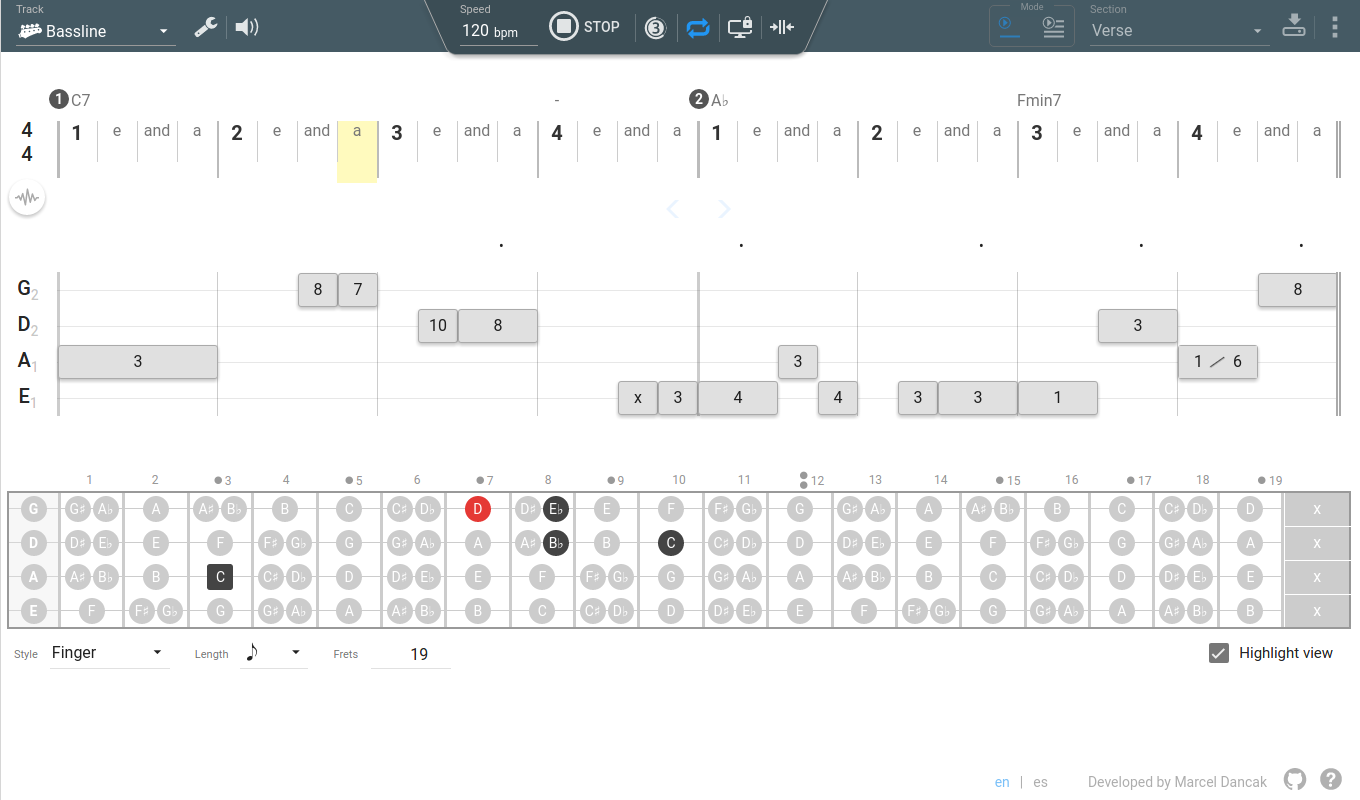 Track Speed Mode Section
Bassline 120 bpm STOP 3 Verse
1 C7 - 2 A♭ Fmin7
4 1 e and a 2 e and a 3 e and a 4 e and a 1 e and a 2 e and a 3 e and a 4 e and a
4
. . . . .
G2 8 7 8
D2 10 8 3
A1 3 3 1 / 6
E1 x 3 4 4 3 3 1
1 2 3 4 5 6 7 8 9 10 11 12 13 14 15 16 17 18 19
G G♯ A♭ A A♯ B♭ B C C♯ D♭ D D♯ E♭ E F F♯ G♭ G G♯ A♭ A A♯ B♭ B C C♯ D♭ D x
D D♯ E♭ E F F♯ G♭ G G♯ A♭ A A♯ B♭ B C C♯ D♭ D D♯ E♭ E F F♯ G♭ G G♯ A♭ A x
A A♯ B♭ B C C♯ D♭ D D♯ E♭ E F F♯ G♭ G G♯ A♭ A A♯ B♭ B C C♯ D♭ D D♯ E♭ E x
E F F♯ G♭ G G♯ A♭ A A♯ B♭ B C C♯ D♭ D D♯ E♭ E F F♯ G♭ G G♯ A♭ A A♯ B♭ B x
Style Finger Length ♪ Frets 19 Highlight view
en | es Developed by Marcel Dancak ?